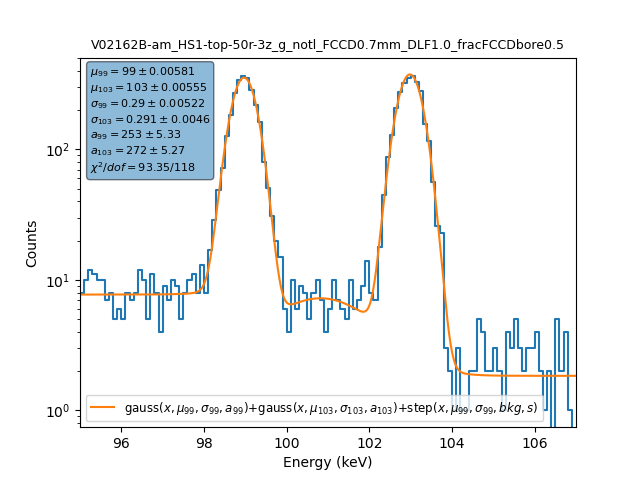 V02162B-am_HS1-top-50r-3z_g_notl_FCCD0.7mm_DLF1.0_fracFCCDbore0.5
μ₉₉ = 99 ± 0.00581
μ₁₀₃ = 103 ± 0.00555
σ₉₉ = 0.29 ± 0.00522
σ₁₀₃ = 0.291 ± 0.0046
a₉₉ = 253 ± 5.33
a₁₀₃ = 272 ± 5.27
χ²/dof = 93.35/118
10²
10¹
10⁰
Counts
gauss(x, μ₉₉, σ₉₉, a₉₉)+gauss(x, μ₁₀₃, σ₁₀₃, a₁₀₃)+step(x, μ₉₉, σ₉₉, bkg, s)
96 98 100 102 104 106
Energy (keV)